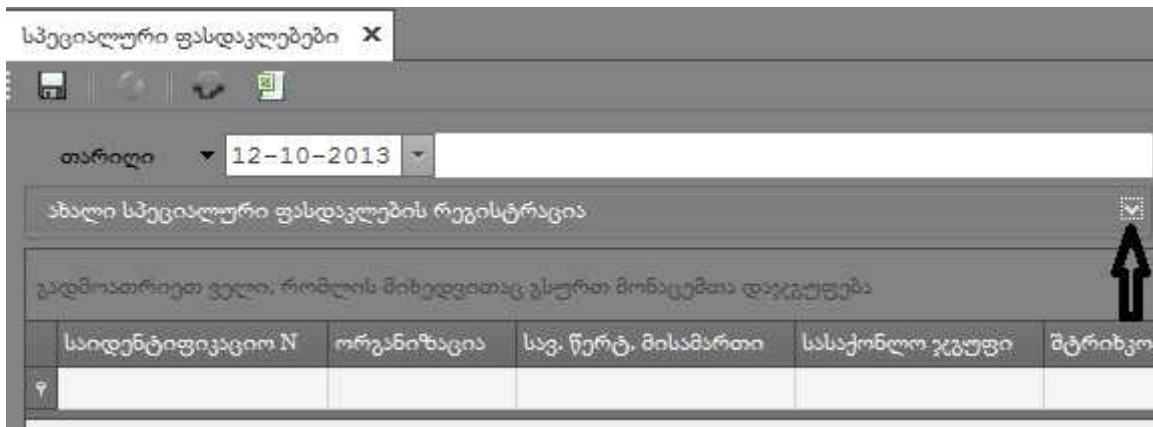 სპეციალური ფასდაკლებები
თარიღი 12-10-2013
ახალი სპეციალური ფასდაკლების რეგისტრაცია
გადმოათრიეთ ველი, რომლის მიხედვითაც გსურთ მონაცემთა დაჯგუფება
საიდენტიფიკაციო N ორგანიზაცია სავ. წერტ. მისამართი სასაქონლო ჯგუფი შტრიხკო